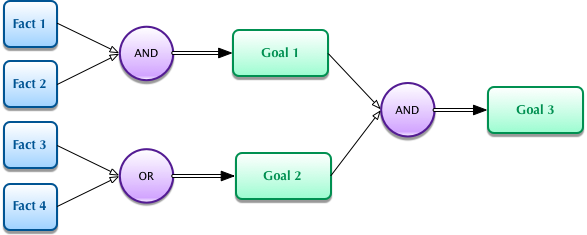 Fact 1
AND
Goal 1
Fact 2
AND
Goal 3
Fact 3
OR
Goal 2
Fact 4